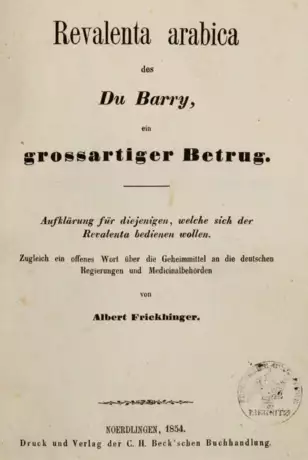 Revalenta arabica
des
Du Barry,
ein
grossartiger Betrug.
Aufklärung für diejenigen, welche sich der
Revalenta bedienen wollen.
Zugleich ein offenes Wort über die Geheimmittel an die deutschen
Regierungen und Medicinalbehörden
von
Albert Frickhinger.
NOERDLINGEN, 1854.
Druck und Verlag der C. H. Beck'schen Buchhandlung.